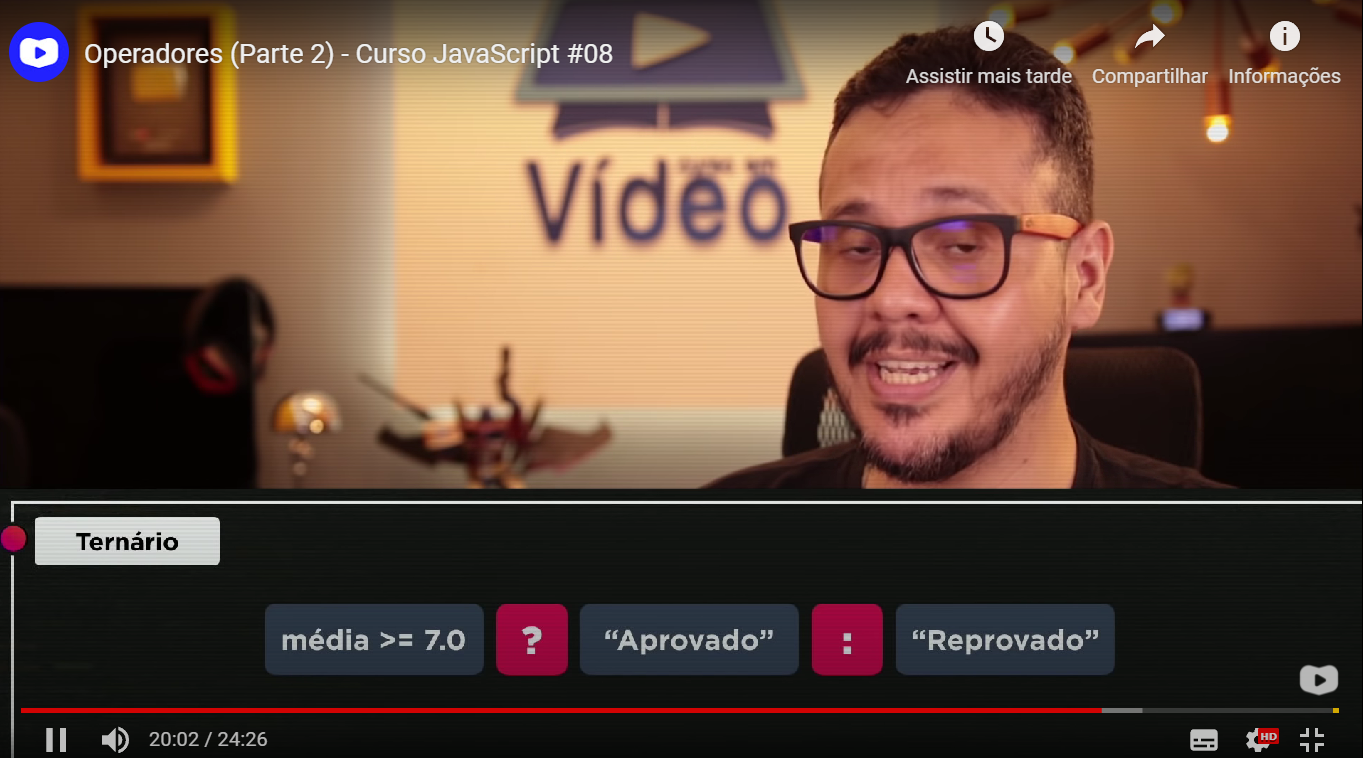 Operadores (Parte 2) - Curso JavaScript #08
Assistir mais tarde
Compartilhar
Informações
Vídeo
Ternário
média >= 7.0
?
“Aprovado”
:
“Reprovado”
20:02 / 24:26
HD